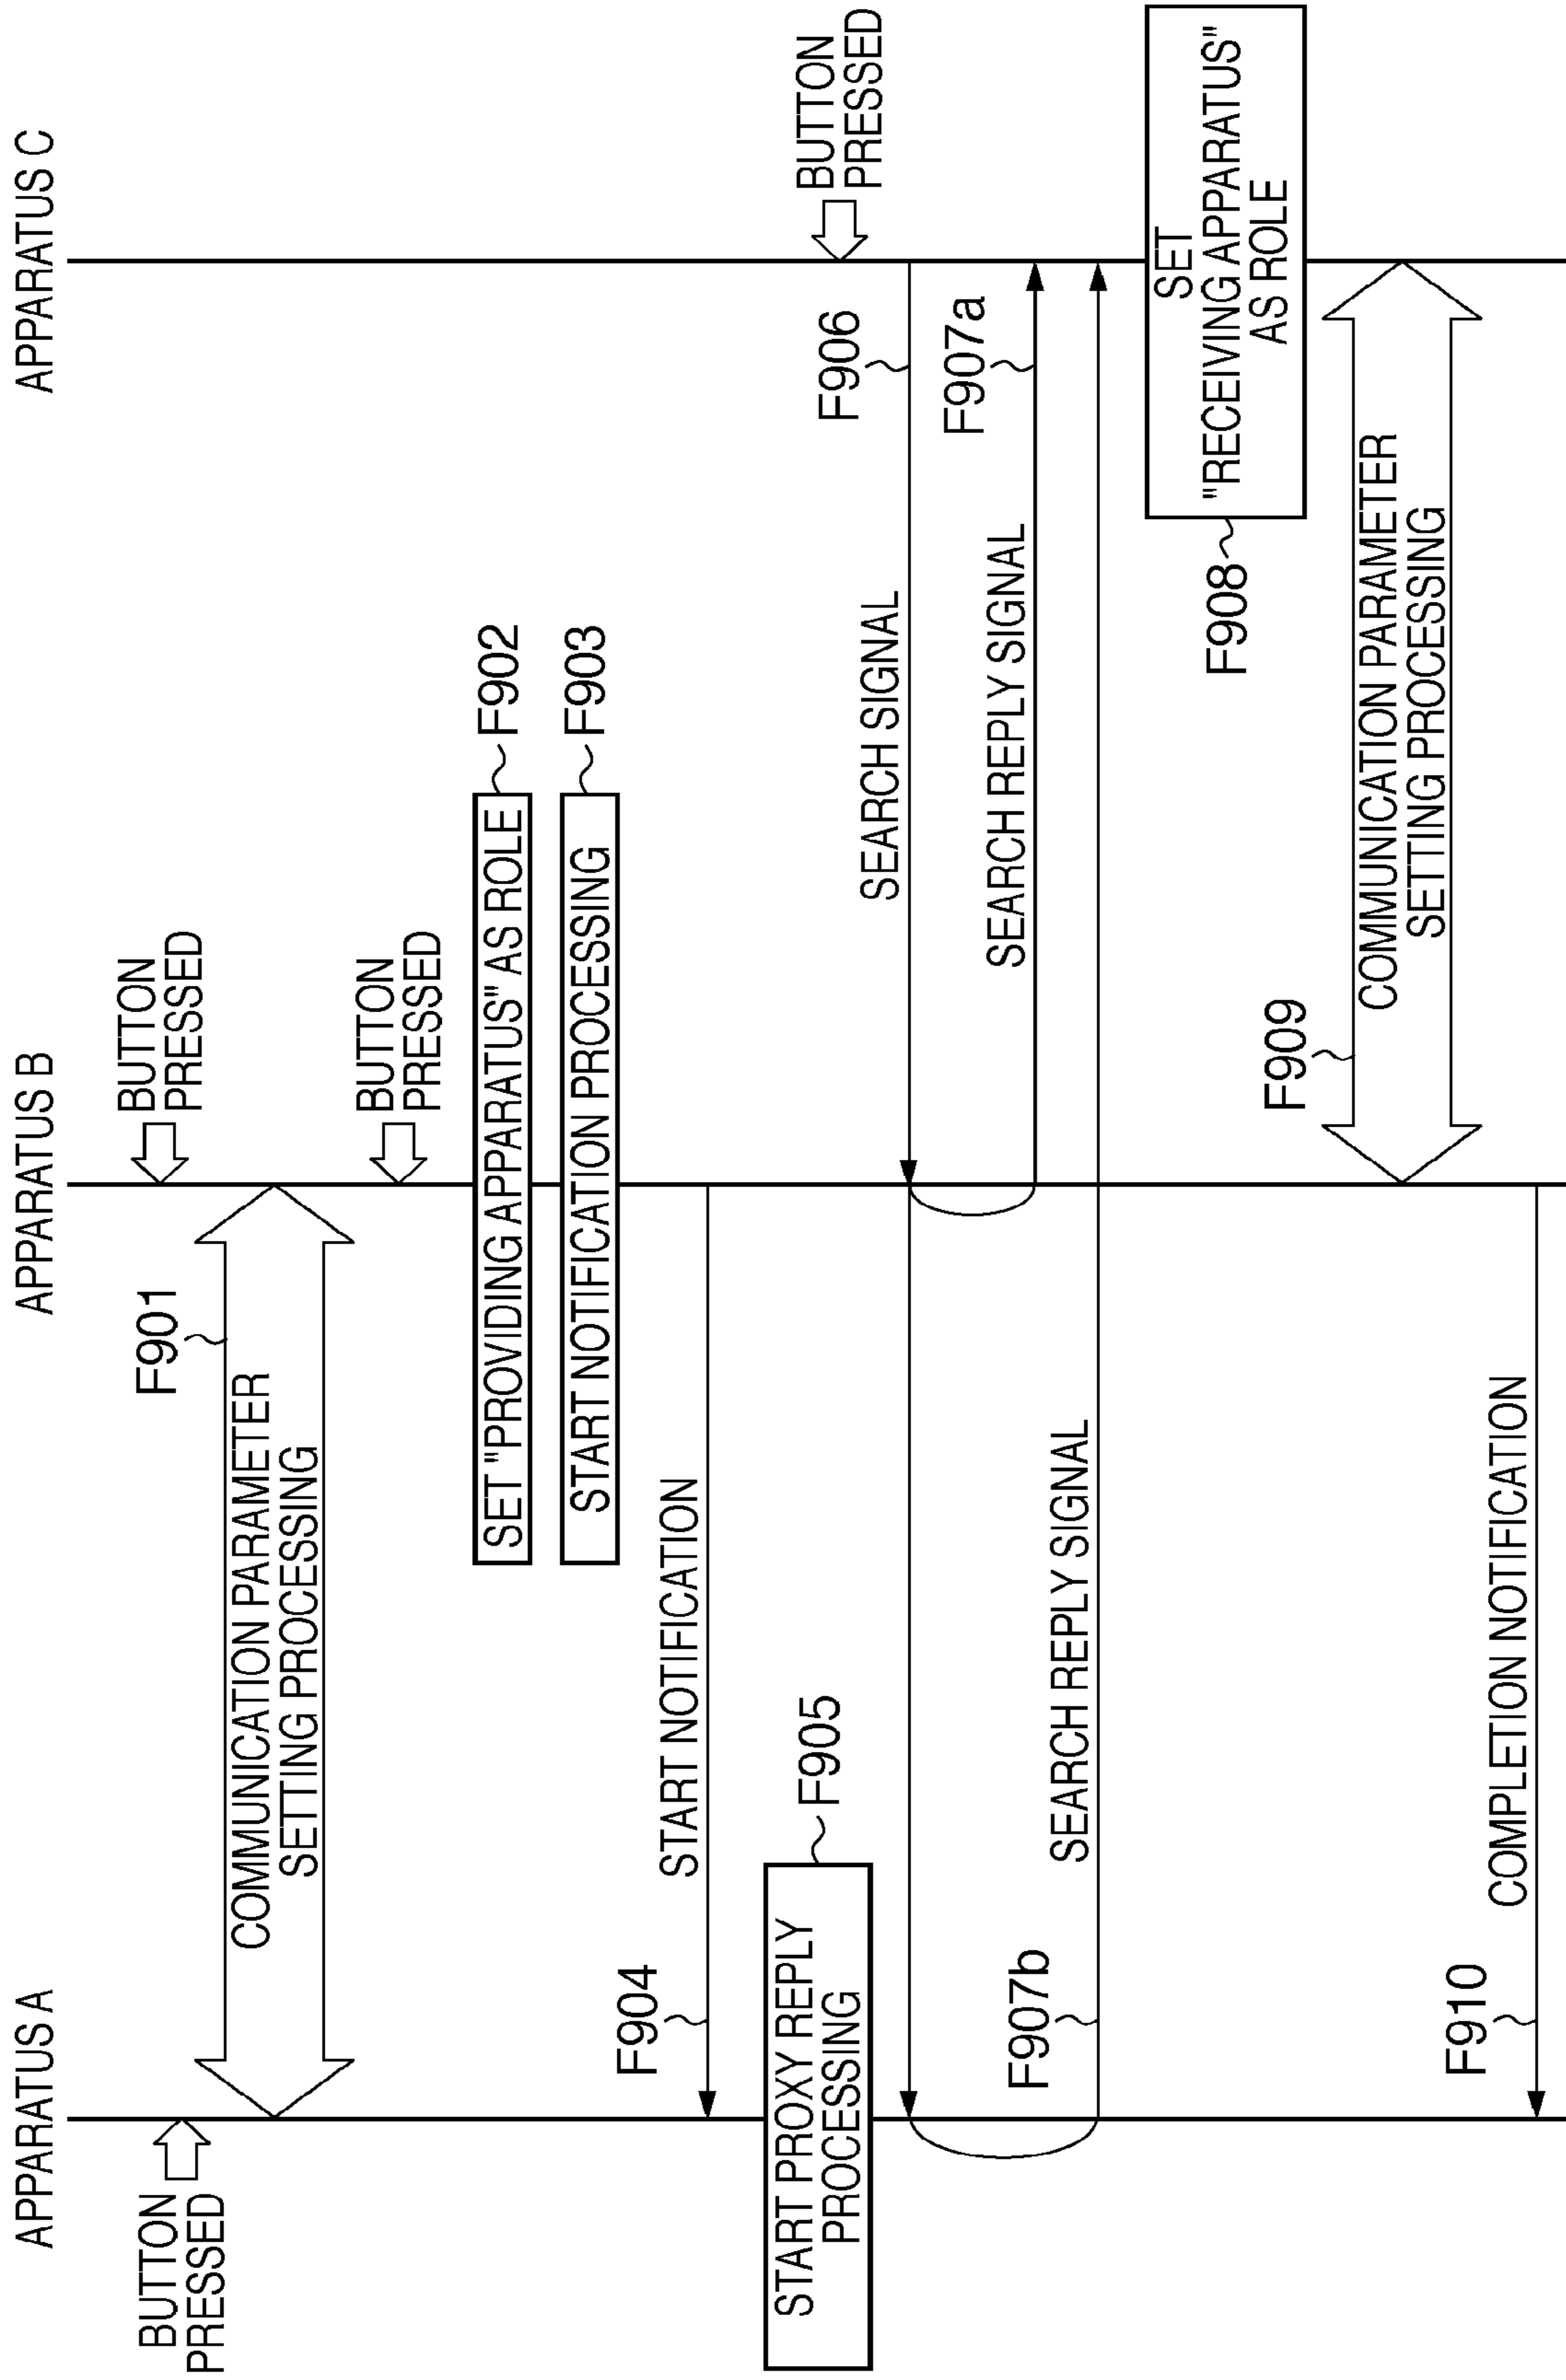 APPARATUS A
APPARATUS B
APPARATUS C
BUTTON
PRESSED
BUTTON
PRESSED
F901
COMMUNICATION PARAMETER
SETTING PROCESSING
BUTTON
PRESSED
SET "PROVIDING APPARATUS" AS ROLE
F902
START NOTIFICATION PROCESSING
F903
F904
START NOTIFICATION
START PROXY REPLY
PROCESSING
F905
BUTTON
PRESSED
F906
SEARCH SIGNAL
F907a
SEARCH REPLY SIGNAL
F907b
SEARCH REPLY SIGNAL
SET
"RECEIVING APPARATUS"
AS ROLE
F908
F909
COMMUNICATION PARAMETER
SETTING PROCESSING
F910
COMPLETION NOTIFICATION